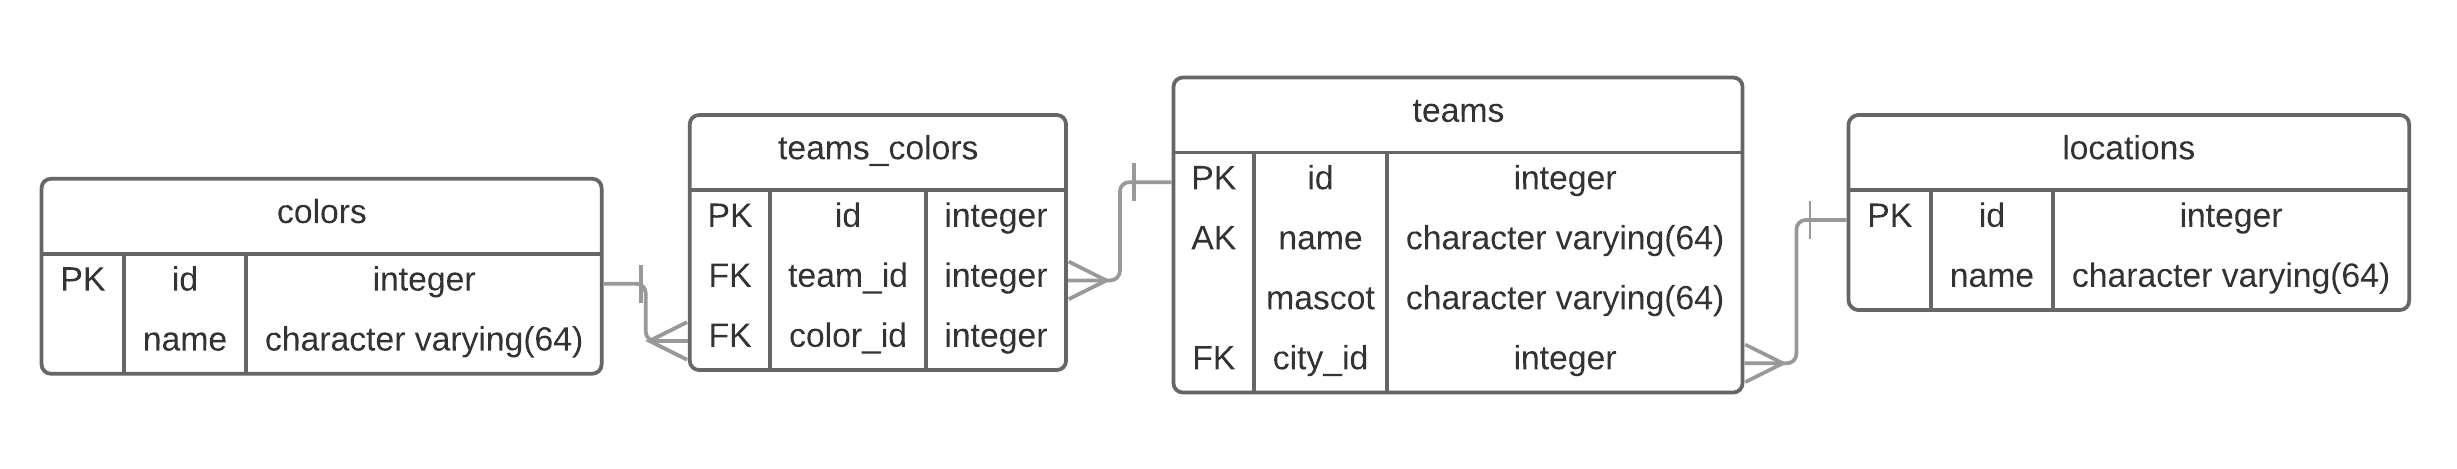 colors
PK id integer
name character varying(64)
teams_colors
PK id integer
FK team_id integer
FK color_id integer
teams
PK id integer
AK name character varying(64)
mascot character varying(64)
FK city_id integer
locations
PK id integer
name character varying(64)